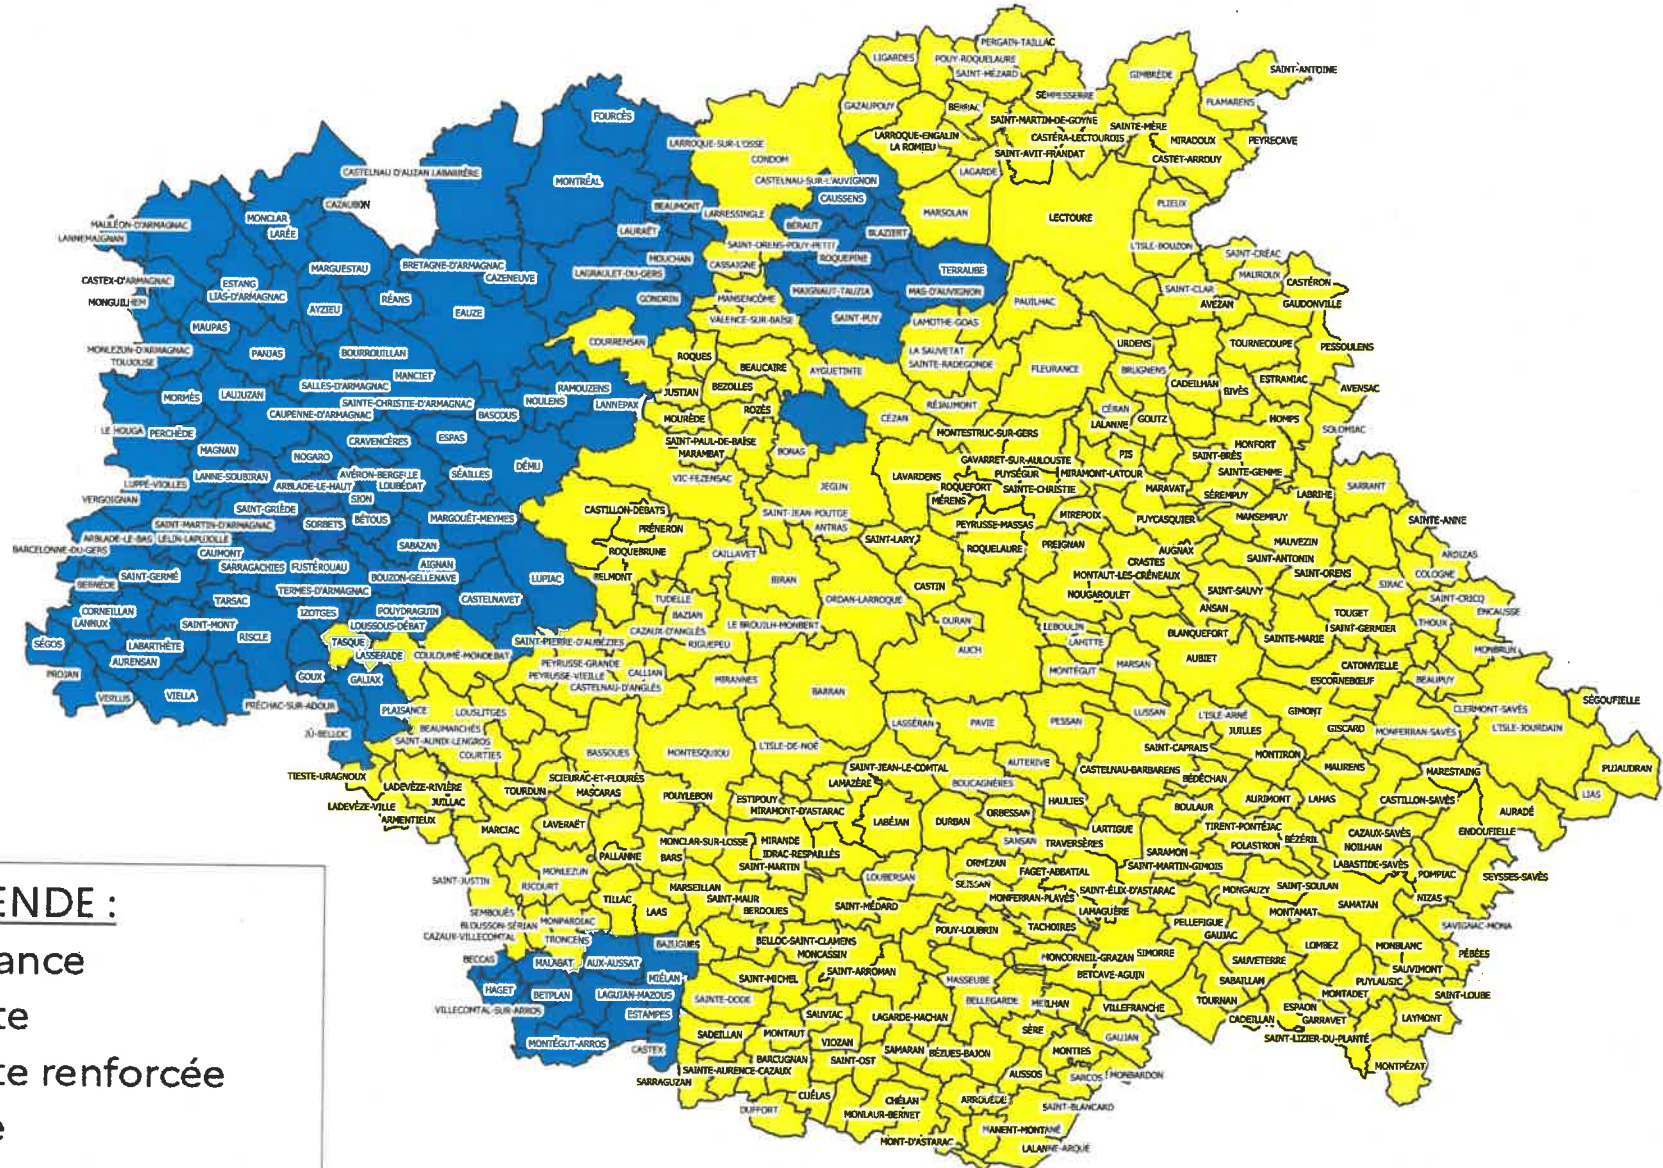 PERGAIN-TAILLAC
LIGARDES
POUY-ROQUELAURE
SAINT-MÉZARD
GIMBRÈDE
SAINT-ANTOINE
SEMPESSERRE
GAZAUPOUY
BERRAC
FLAMARENS
FOURCÈS
SAINT-MARTIN-DE-GOYNE
SAINTE-MÈRE
LARROQUE-ENGALIN
CASTÉRA-LECTOUROIS
MIRADOUX
PEYRECAVE
LARROQUE-SUR-L'OSSE
LA ROMIEU
SAINT-AVIT-FRANDAT
CASTET-ARROUY
CONDOM
CASTELNAU D'AUZAN LABARRÈRE
LAGARDE
MONTRÉAL
CASTELNAU-SUR-L'AUVIGNON
CAUSSENS
CAZAUBON
BEAUMONT
LARRESSINGLE
MARSOLAN
PLIEUX
MONCLAR
LARÉE
LECTOURE
MAULÉON-D'ARMAGNAC
LANNEMAIGNAN
LAURAËT
BÉRAUT
BLAZIERT
SAINT-ORENS-POUY-PETIT
ROQUEPINE
L'ISLE-BOUZON
SAINT-CRÉAC
MOUCHAN
CASSAIGNE
TERRAUBE
MARGUESTAU
BRETAGNE-D'ARMAGNAC
CAZENEUVE
LAGRAULET-DU-GERS
MAUROUX
CASTEX-D'ARMAGNAC
ESTANG
LIAS-D'ARMAGNAC
CASTÉRON
MONGUILHEM
RÉANS
GONDRIN
MANSENCÔME
MAIGNAUT-TAUZIA
MAS-D'AUVIGNON
PAUILHAC
SAINT-CLAR
AVEZAN
GAUDONVILLE
AYZIEU
EAUZE
VALENCE-SUR-BAÏSE
SAINT-PUY
LAMOTHE-GOAS
MAUPAS
COURRENSAN
URDENS
TOURNECOUPE
PESSOULENS
MONLEZUN-D'ARMAGNAC
TOUJOUSE
PANJAS
BOURROUILLAN
ROQUES
BEAUCAIRE
AYGUETINTE
LA SAUVETAT
SAINTE-RADEGONDE
FLEURANCE
BRUGNENS
MANCIET
SALLES-D'ARMAGNAC
RAMOUZENS
JUSTIAN
BEZOLLES
CADEILHAN
BIVÈS
ESTRAMIAC
AVENSAC
MORMÈS
LAUJUZAN
SAINTE-CHRISTIE-D'ARMAGNAC
NOULENS
LANNEPAX
CAUPENNE-D'ARMAGNAC
BASCOUS
MOURÈDE
ROZÈS
CÉZAN
RÉJAUMONT
CÉRAN
LALANNE
GOUTZ
HOMPS
SOLOMIAC
LE HOUGA
PERCHÈDE
CRAVENCÈRES
ESPAS
SAINT-PAUL-DE-BAÏSE
MARAMBAT
MONTESTRUC-SUR-GERS
MONFORT
MAGNAN
NOGARO
BONAS
PIS
SAINT-BRÈS
GAVARRET-SUR-AULOUSTE
DÉMU
LANNE-SOUBIRAN
AVÉRON-BERGELLE
SÉAILLES
LAVARDENS
PUYSÉGUR
MIRAMONT-LATOUR
SAINTE-GEMME
LUPPÉ-VIOLLES
ARBLADE-LE-HAUT
LOUBÉDAT
VIC-FEZENSAC
JEGUN
ROQUEFORT
SAINTE-CHRISTIE
MARAVAT
SÉREMPUY
LABRIHE
SARRANT
VERGOIGNAN
SION
MÉRENS
SAINT-GRIÈDE
CASTILLON-DEBATS
SAINT-JEAN-POUTGE
MIREPOIX
PUYCASQUIER
MANSEMPUY
SAINT-MARTIN-D'ARMAGNAC
SORBETS
BÉTOUS
MARGOUËT-MEYMES
PRÉNERON
ANTRAS
PEYRUSSE-MASSAS
SAINTE-ANNE
ARBLADE-LE-BAS
LELIN-LAPUJOLLE
SAINT-LARY
MAUVEZIN
BARCELONNE-DU-GERS
CAUMONT
SABAZAN
ROQUEBRUNE
CAILLAVET
ROQUELAURE
PREIGNAN
AUGNAX
SAINT-ANTONIN
ARDIZAS
SARRAGACHIES
FUSTÉROUAU
AIGNAN
CRASTES
SAINT-GERMÉ
BERNÈDE
BOUZON-GELLENAVE
LUPIAC
BELMONT
BIRAN
CASTIN
MONTAUT-LES-CRÉNEAUX
SAINT-ORENS
COLOGNE
SIRAC
TERMES-D'ARMAGNAC
NOUGAROULET
SAINT-SAUVY
SAINT-CRICQ
CORNEILLAN
LANNUX
TARSAC
CASTELNAVET
TUDELLE
ORDAN-LARROQUE
ANSAN
ENCAUSSE
IZOTGES
POUYDRAGUIN
BAZIAN
TOUGET
THOUX
SAINT-MONT
LOUSSOUS-DÉBAT
CAZAUX-D'ANGLÈS
LE BROUILH-MONBERT
DURAN
LEBOULIN
SAINT-GERMIER
SÉGOS
LABARTHÈTE
RISCLE
TASQUE
SAINT-PIERRE-D'AUBÉZIES
RIGUEPEU
LAHITTE
BLANQUEFORT
SAINTE-MARIE
AURENSAN
LASSERADE
COULOUMÉ-MONDEBAT
AUCH
MONBRUN
PROJAN
GOUX
GALIAX
PEYRUSSE-GRANDE
PEYRUSSE-VIEILLE
CALLIAN
MIRANNES
MONTÉGUT
MARSAN
AUBIET
CATONVIELLE
ESCORNEBŒUF
BEAUPUY
VERLUS
VIELLA
CASTELNAU-D'ANGLÈS
BARRAN
SÉGOUFIELLE
PRÉCHAC-SUR-ADOUR
PLAISANCE
LOUSLITGES
LUSSAN
L'ISLE-ARNÉ
GIMONT
CLERMONT-SAVÈS
JÛ-BELLOC
BEAUMARCHÉS
LASSÉRAN
PAVIE
PESSAN
JUILLES
GISCARO
MONFERRAN-SAVÈS
L'ISLE-JOURDAIN
SAINT-AUNIX-LENGROS
COURTIES
BASSOUES
MONTESQUIOU
L'ISLE-DE-NOÉ
SAINT-CAPRAIS
MONTIRON
TIESTE-URAGNOUX
SAINT-JEAN-LE-COMTAL
AUTERIVE
CASTELNAU-BARBARENS
BÉDÉCHAN
MAURENS
MARESTAING
PUJAUDRAN
LADEVÈZE-RIVIÈRE
SCIEURAC-ET-FLOURÈS
LAMAZÈRE
BOUCAGNÈRES
LADEVÈZE-VILLE
JUILLAC
TOURDUN
MASCARAS
POUYLEBON
ESTIPOUY
HAULIES
BOULAUR
AURIMONT
LAHAS
CASTILLON-SAVÈS
LIAS
ARMENTIEUX
MIRAMONT-D'ASTARAC
ORBESSAN
AURADÉ
MARCIAC
LAVERAËT
LABÉJAN
DURBAN
LARTIGUE
TIRENT-PONTÉJAC
CAZAUX-SAVÈS
ENDOUFIELLE
MONCLAR-SUR-LOSSE
MIRANDE
SANSAN
TRAVERSÈRES
POLASTRON
BÉZÉRIL
NOILHAN
PALLANNE
BARS
IDRAC-RESPAILLÈS
ORNÉZAN
SARAMON
SAINT-MARTIN
FAGET-ABBATIAL
SAINT-MARTIN-GIMOIS
LABASTIDE-SAVÈS
MONLEZUN
LOUBERSAN
POMPIAC
SEYSSES-SAVÈS
SAINT-JUSTIN
RICOURT
MARSEILLAN
SEISSAN
SAINT-ÉLIX-D'ASTARAC
MONGAUZY
SAINT-SOULAN
TILLAC
SAINT-MAUR
MONFERRAN-PLAVÈS
NIZAS
SEMBOUÈS
LAAS
BERDOUES
SAINT-MÉDARD
LAMAGUÈRE
MONTAMAT
SAMATAN
BLOUSSON-SÉRIAN
MONPARDIAC
TACHOIRES
PELLEFIGUE
SAVIGNAC-MONA
CAZAUX-VILLECOMTAL
TRONCENS
BAZUGUES
BELLOC-SAINT-CLAMENS
POUY-LOUBRIN
GAUJAC
LOMBEZ
MONBLANC
BECCAS
MALABAT
AUX-AUSSAT
MONCASSIN
MONCORNEIL-GRAZAN
SIMORRE
SAUVETERRE
PÉBÉES
MIÉLAN
SAINT-MICHEL
SAINT-ARROMAN
BETCAVE-AGUIN
SAUVIMONT
HAGET
BETPLAN
LAGUIAN-MAZOUS
MASSEUBE
SABAILLAN
PUYLAUSIC
SAINTE-DODE
BELLEGARDE
MEILHAN
TOURNAN
MONTADET
SAINT-LOUBE
VILLECOMTAL-SUR-ARROS
ESTAMPES
SAUVIAC
LAGARDE-HACHAN
VILLEFRANCHE
ESPAON
CADEILLAN
GARRAVET
LAYMONT
SADEILLAN
MONTAUT
SÈRE
GAUJAN
SAINT-LIZIER-DU-PLANTÉ
MONTÉGUT-ARROS
VIOZAN
CASTEX
SAMARAN
BÉZUES-BAJON
MONTIES
BARCUGNAN
SAINT-OST
MONTPÉZAT
SAINTE-AURENCE-CAZAUX
AUSSOS
SARCOS
MONBARDON
SARRAGUZAN
CUÉLAS
CHÉLAN
ARROUÈDE
DUFFORT
MONLAUR-BERNET
SAINT-BLANCARD
MANENT-MONTANÉ
MONT-D'ASTARAC
LALANNE-ARQUÉ
ENDE :
ance
te
te renforcée
e